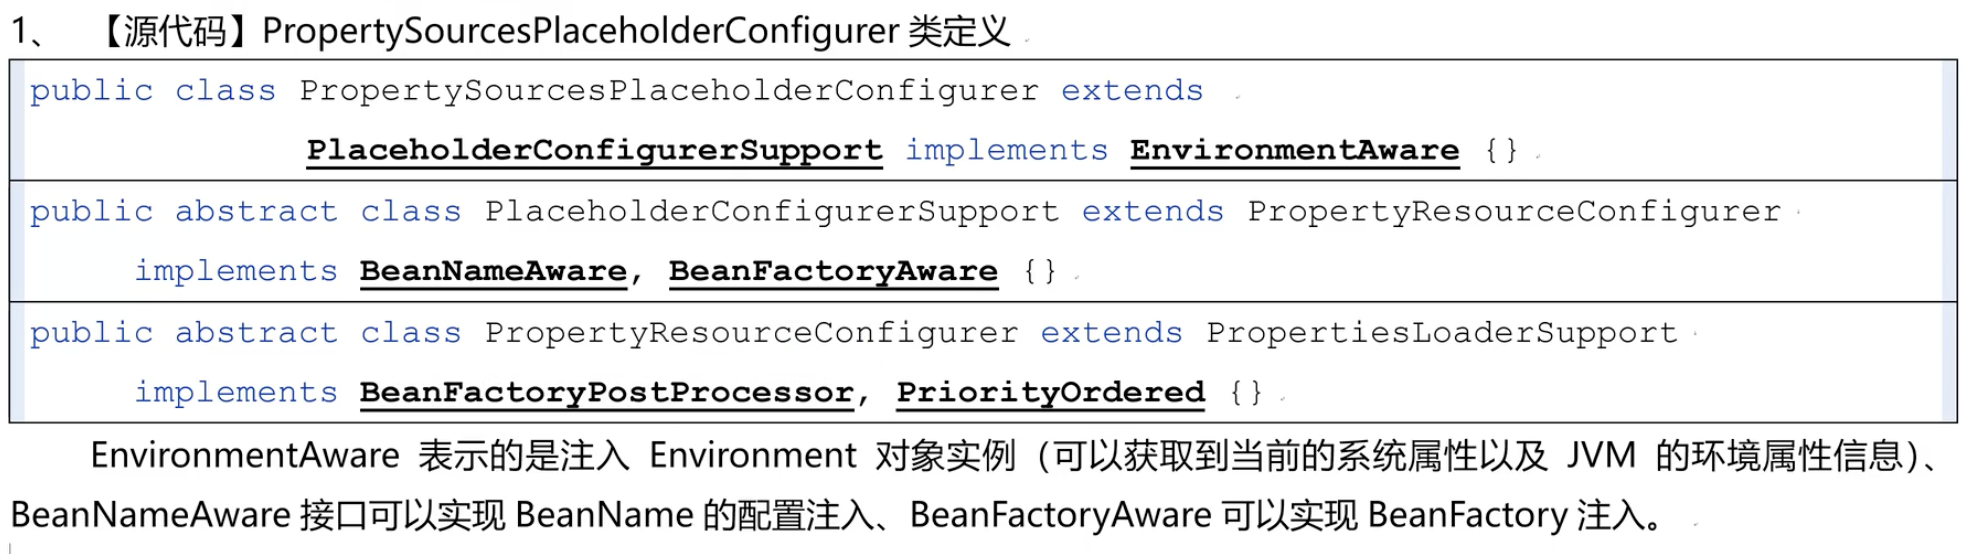 1、 【源代码】PropertySourcesPlaceholderConfigurer 类定义
public class PropertySourcesPlaceholderConfigurer extends
PlaceholderConfigurerSupport implements EnvironmentAware {}
public abstract class PlaceholderConfigurerSupport extends PropertyResourceConfigurer
implements BeanNameAware, BeanFactoryAware {}
public abstract class PropertyResourceConfigurer extends PropertiesLoaderSupport
implements BeanFactoryPostProcessor, PriorityOrdered {}
EnvironmentAware 表示的是注入 Environment 对象实例（可以获取到当前的系统属性以及 JVM 的环境属性信息）、
BeanNameAware 接口可以实现 BeanName 的配置注入、BeanFactoryAware 可以实现 BeanFactory 注入。